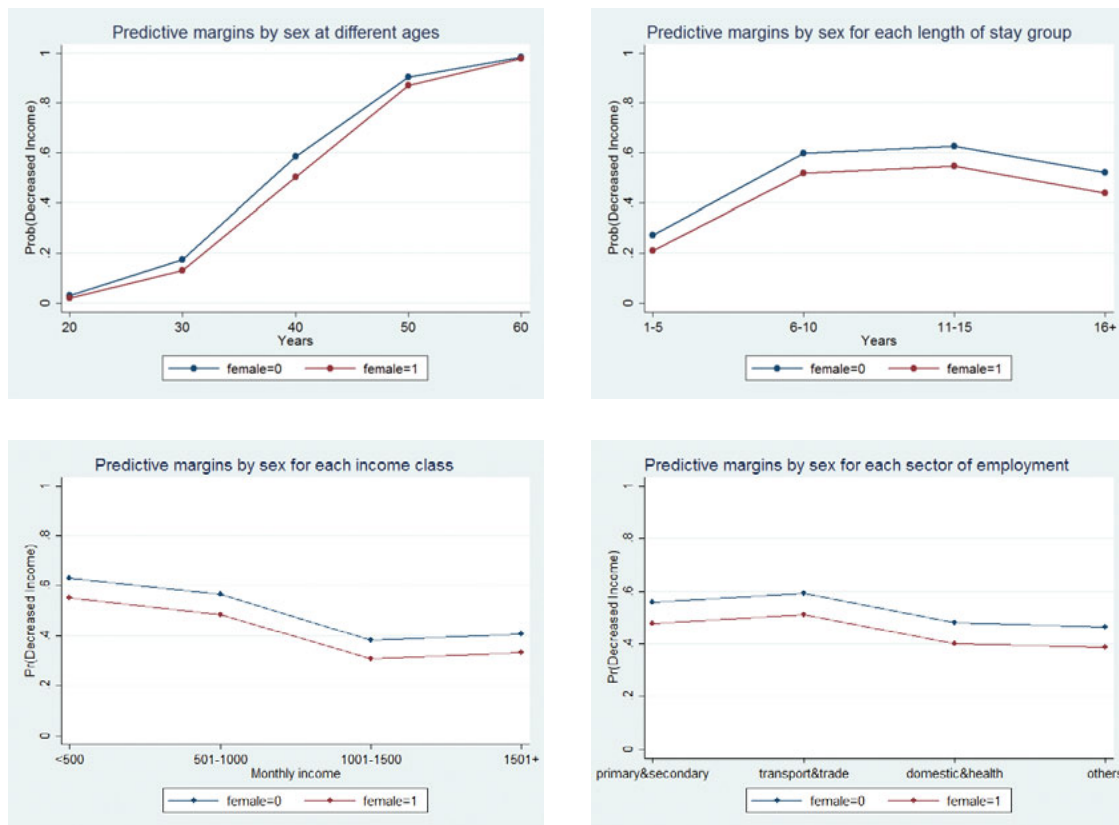 Predictive margins by sex at different ages
Prob(Decreased Income)
1
.8
.6
.4
.2
0
20 30 40 50 60
Years
female=0 female=1
Predictive margins by sex for each length of stay group
Prob(Decreased Income)
1
.8
.6
.4
.2
0
1-5 6-10 11-15 16+
Years
female=0 female=1
Predictive margins by sex for each income class
Pr(Decreased Income)
1
.8
.6
.4
.2
0
<500 501-1000 1001-1500 1501+
Monthly income
female=0 female=1
Predictive margins by sex for each sector of employment
Pr(Decreased Income)
1
.8
.6
.4
.2
0
primary&secondary transport&trade domestic&health others
female=0 female=1